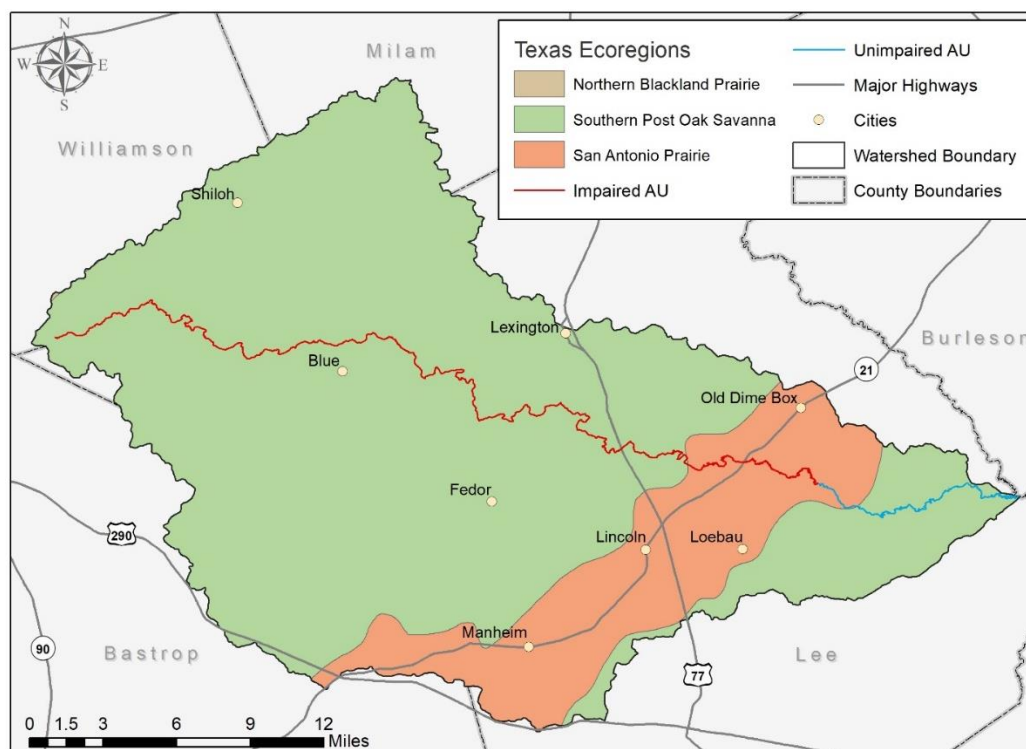 N
W
E
S
Milam
Williamson
Texas Ecoregions
Northern Blackland Prairie
Southern Post Oak Savanna
San Antonio Prairie
Impaired AU
Unimpaired AU
Major Highways
Cities
Watershed Boundary
County Boundaries
Shiloh
Lexington
Burleson
Blue
21
Old Dime Box
Fedor
290
Lincoln
Loebau
Manheim
90
Bastrop
77
Lee
0 1.5 3 6 9 12
Miles